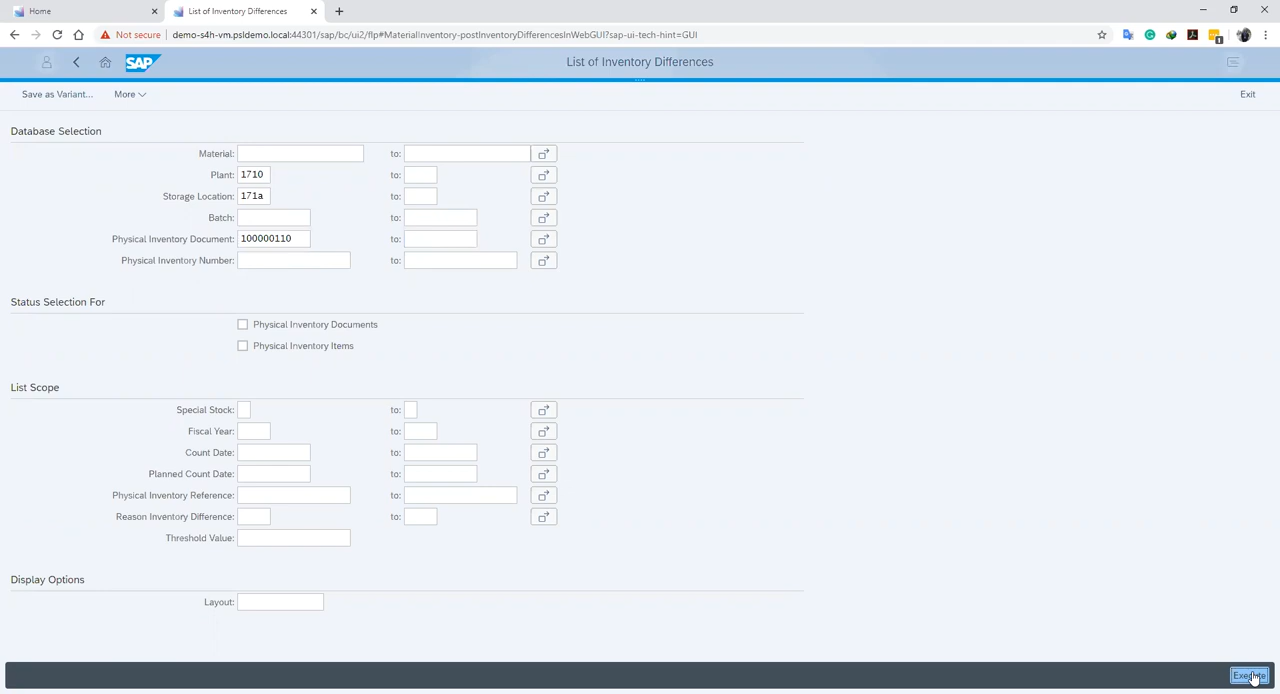 Home
List of Inventory Differences
Not secure
demo-s4h-vm.psldemo.local:44301/sap/bc/ui2/flp#MaterialInventory-postInventoryDifferencesInWebGUI?sap-ui-tech-hint=GUI
1
SAP
List of Inventory Differences
Save as Variant... More Exit
Database Selection
Material: to:
Plant: 1710 to:
Storage Location: 171a to:
Batch: to:
Physical Inventory Document: 100000110 to:
Physical Inventory Number: to:
Status Selection For
Physical Inventory Documents
Physical Inventory Items
List Scope
Special Stock: to:
Fiscal Year: to:
Count Date: to:
Planned Count Date: to:
Physical Inventory Reference: to:
Reason Inventory Difference: to:
Threshold Value:
Display Options
Layout:
Execute